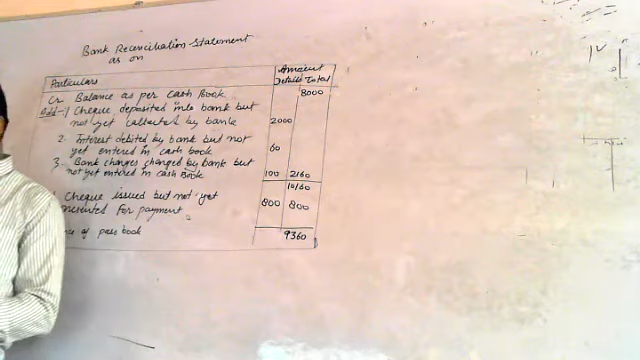 Bank Reconciliation Statement
as on
Particulars Amount
Details Total
Cr. Balance as per Cash Book 8000
Add-1 Cheque deposited into bank but
not yet collected by bank 2000
2. Interest debited by bank but not
yet entered in cash book 60
3. Bank charges charged by bank but
not yet entered in cash Book 100 2160
10160
Cheque issued but not yet
presented for payment. 800 800
of pass book 9360